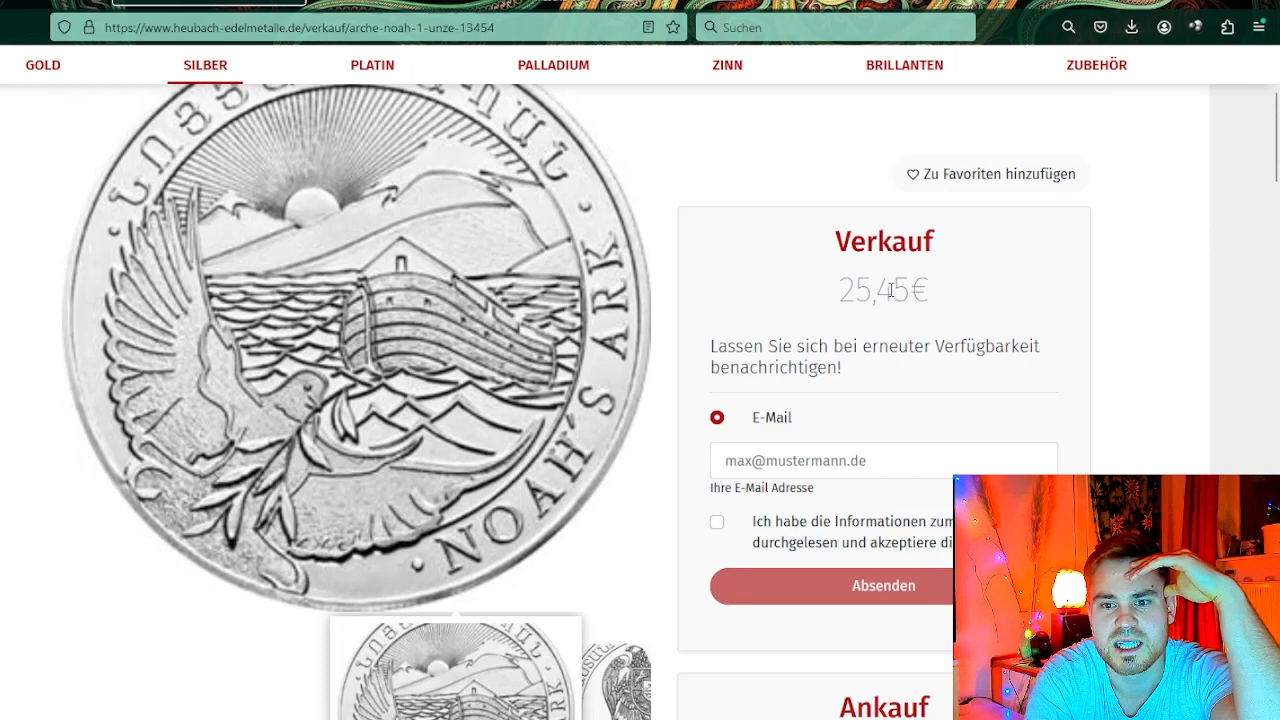 https://www.heubach-edelmetalle.de/verkauf/arche-noah-1-unze-13454
Suchen
GOLD
SILBER
PLATIN
PALLADIUM
ZINN
BRILLANTEN
ZUBEHÖR
NOAH'S ARK
Zu Favoriten hinzufügen
Verkauf
25,45€
Lassen Sie sich bei erneuter Verfügbarkeit
benachrichtigen!
E-Mail
max@mustermann.de
Ihre E-Mail Adresse
Ich habe die Informationen zum
durchgelesen und akzeptiere di
Absenden
Ankauf